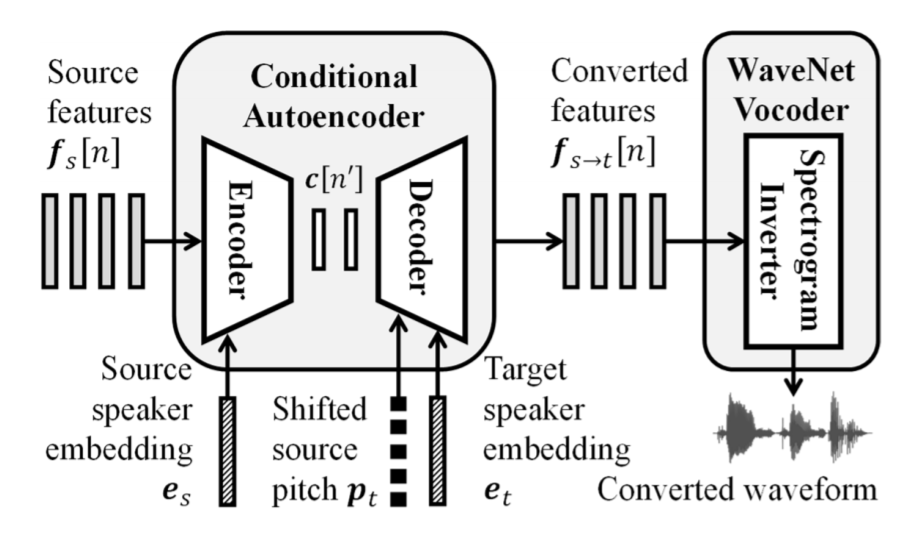 Source
features
f_s[n]
Conditional
Autoencoder
Encoder
c[n′]
Decoder
Converted
features
f_{s→t}[n]
WaveNet
Vocoder
Spectrogram
Inverter
Source
speaker
embedding
e_s
Shifted
source
pitch p_t
Target
speaker
embedding
e_t
Converted waveform